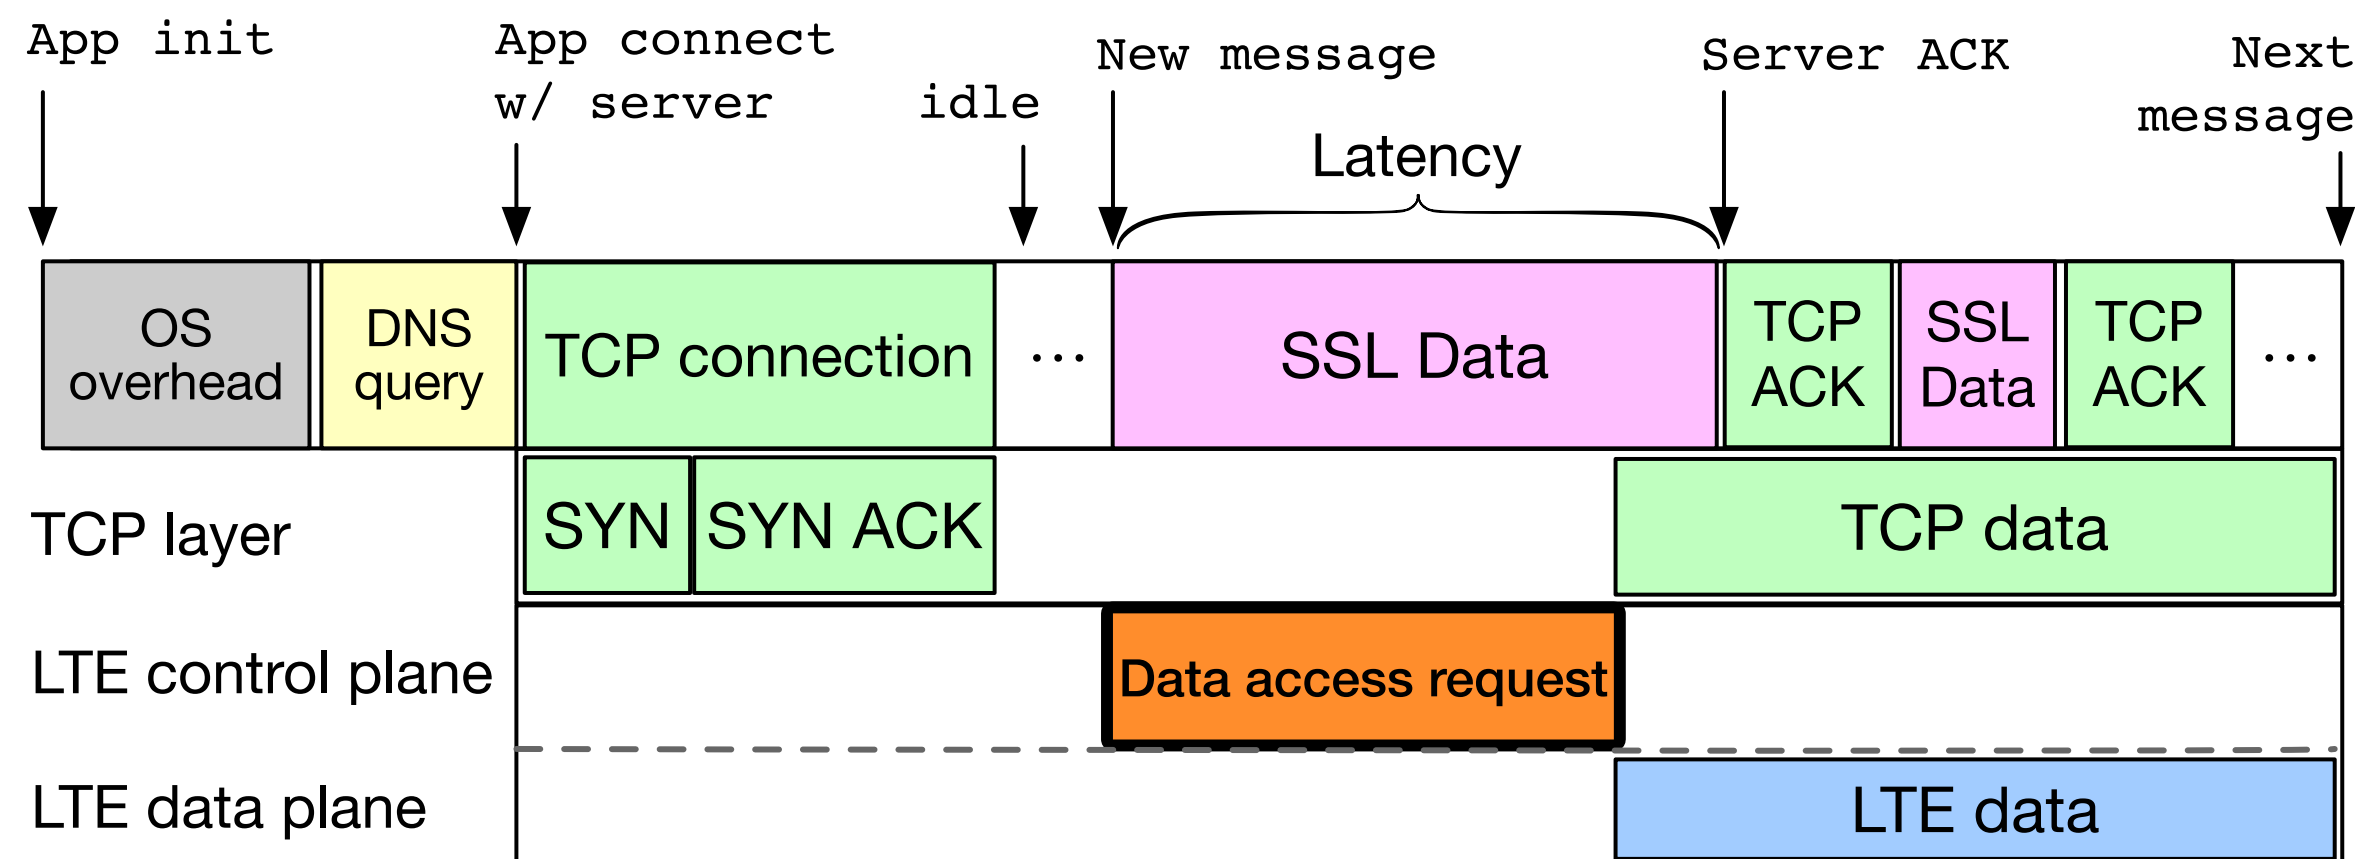 App init
App connect
w/ server
idle
New message
Server ACK
Next
message
Latency
OS
overhead
DNS
query
TCP connection
...
SSL Data
TCP
ACK
SSL
Data
TCP
ACK
...
TCP layer
SYN
SYN ACK
TCP data
LTE control plane
Data access request
LTE data plane
LTE data